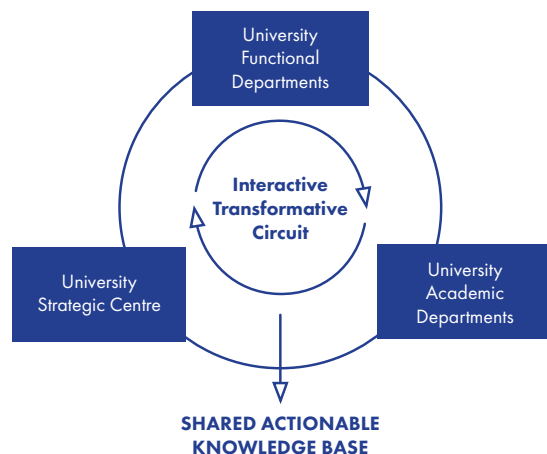 University
Functional
Departments
Interactive
Transformative
Circuit
University
Strategic Centre
University
Academic
Departments
SHARED ACTIONABLE
KNOWLEDGE BASE